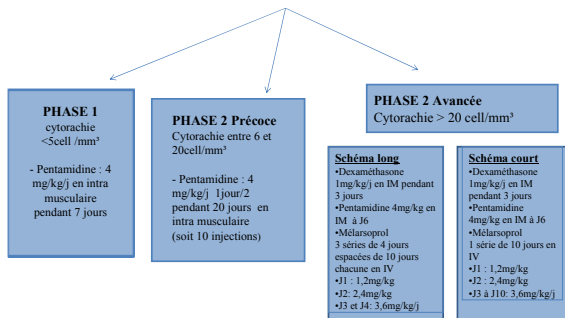 PHASE 1
cytorachie
<5cell /mm³
- Pentamidine : 4
mg/kg/j en intra
musculaire
pendant 7 jours
PHASE 2 Précoce
Cytorachie entre 6 et
20cell/mm³
- Pentamidine : 4
mg/kg/j 1jour/2
pendant 20 jours en
intra musculaire
(soit 10 injections)
PHASE 2 Avancée
Cytorachie > 20 cell/mm³
Schéma long
•Dexaméthasone
1mg/kg/j en IM pendant
3 jours
•Pentamidine 4mg/kg en
IM à J6
•Mélarsoprol
3 séries de 4 jours
espacées de 10 jours
chacune en IV
•J1 : 1,2mg/kg
•J2: 2,4mg/kg
•J3 et J4: 3,6mg/kg/j
Schéma court
•Dexaméthasone
1mg/kg/j en IM
pendant 3 jours
•Pentamidine
4mg/kg en IM à J6
•Mélarsoprol
1 série de 10 jours en
IV
•J1 : 1,2mg/kg
•J2 : 2,4mg/kg
•J3 à J10: 3,6mg/kg/j